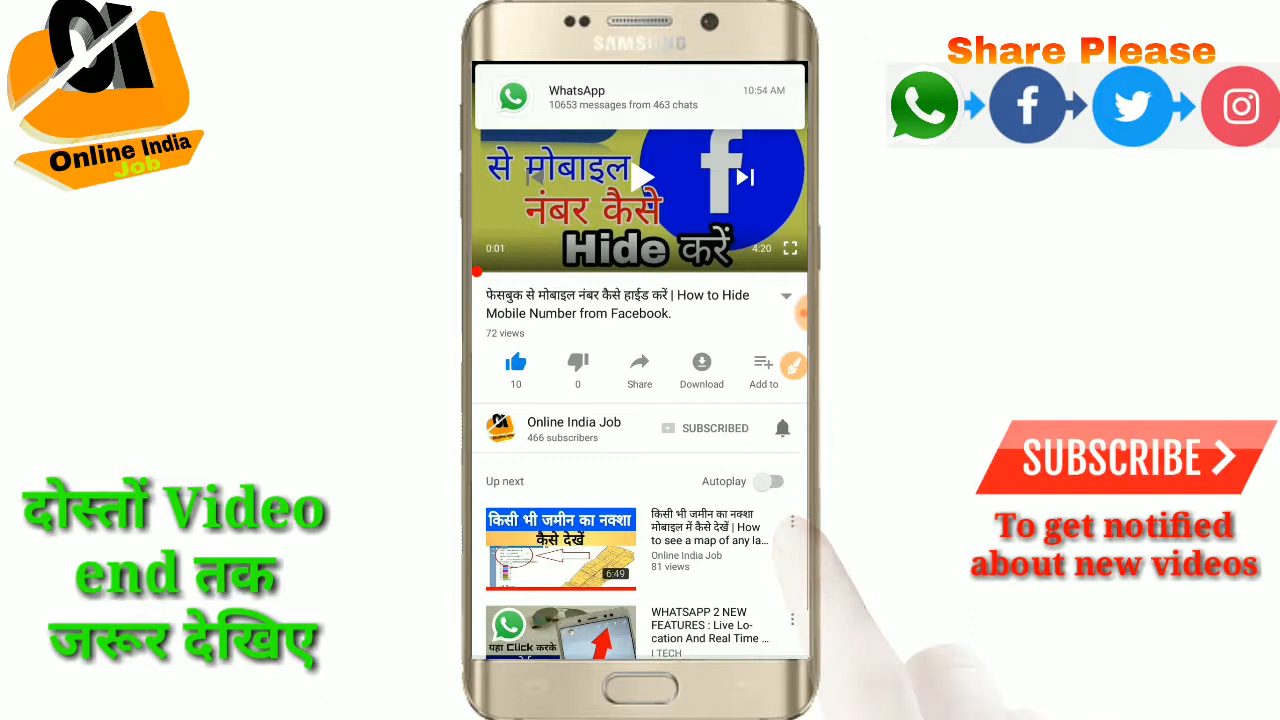 Online India
Job
SAMSUNG
WhatsApp
10:54 AM
10653 messages from 463 chats
से मोबाइल
नंबर कैसे
Hide करें
0:01
4:20
फेसबुक से मोबाइल नंबर कैसे हाईड करें | How to Hide
Mobile Number from Facebook.
72 views
10
0
Share
Download
Add to
Online India Job
466 subscribers
SUBSCRIBED
Up next
Autoplay
किसी भी जमीन का नक्शा
कैसे देखें
6:49
किसी भी जमीन का नक्शा
मोबाइल में कैसे देखें | How
to see a map of any la...
Online India Job
81 views
यहा Click करके
WHATSAPP 2 NEW
FEATURES : Live Lo-
cation And Real Time ...
I TECH
दोस्तों Video
end तक
जरूर देखिए
Share Please
SUBSCRIBE
To get notified
about new videos